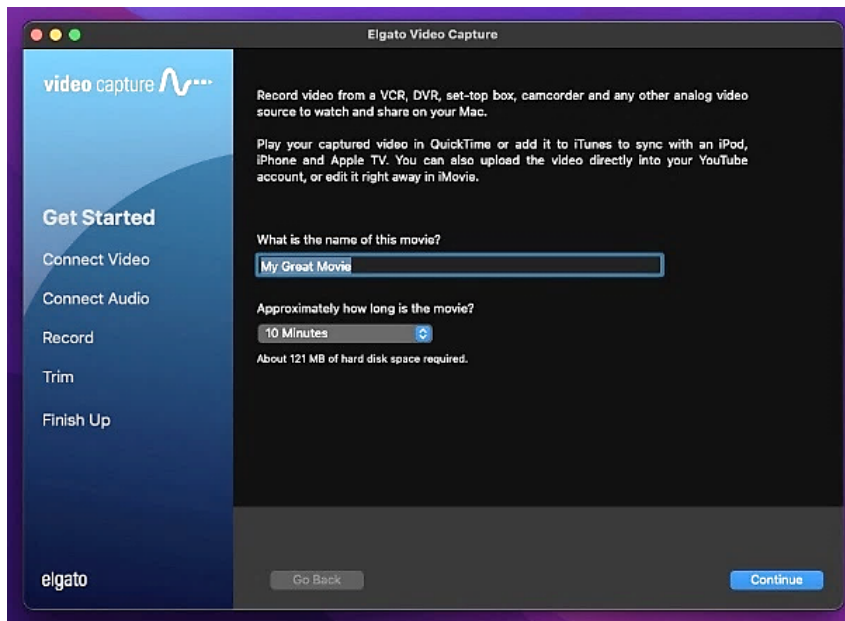 Elgato Video Capture
video capture
Record video from a VCR, DVR, set-top box, camcorder and any other analog video
source to watch and share on your Mac.
Play your captured video in QuickTime or add it to iTunes to sync with an iPod,
iPhone and Apple TV. You can also upload the video directly into your YouTube
account, or edit it right away in iMovie.
Get Started
Connect Video
Connect Audio
Record
Trim
Finish Up
What is the name of this movie?
My Great Movie
Approximately how long is the movie?
10 Minutes
About 121 MB of hard disk space required.
elgato
Go Back
Continue